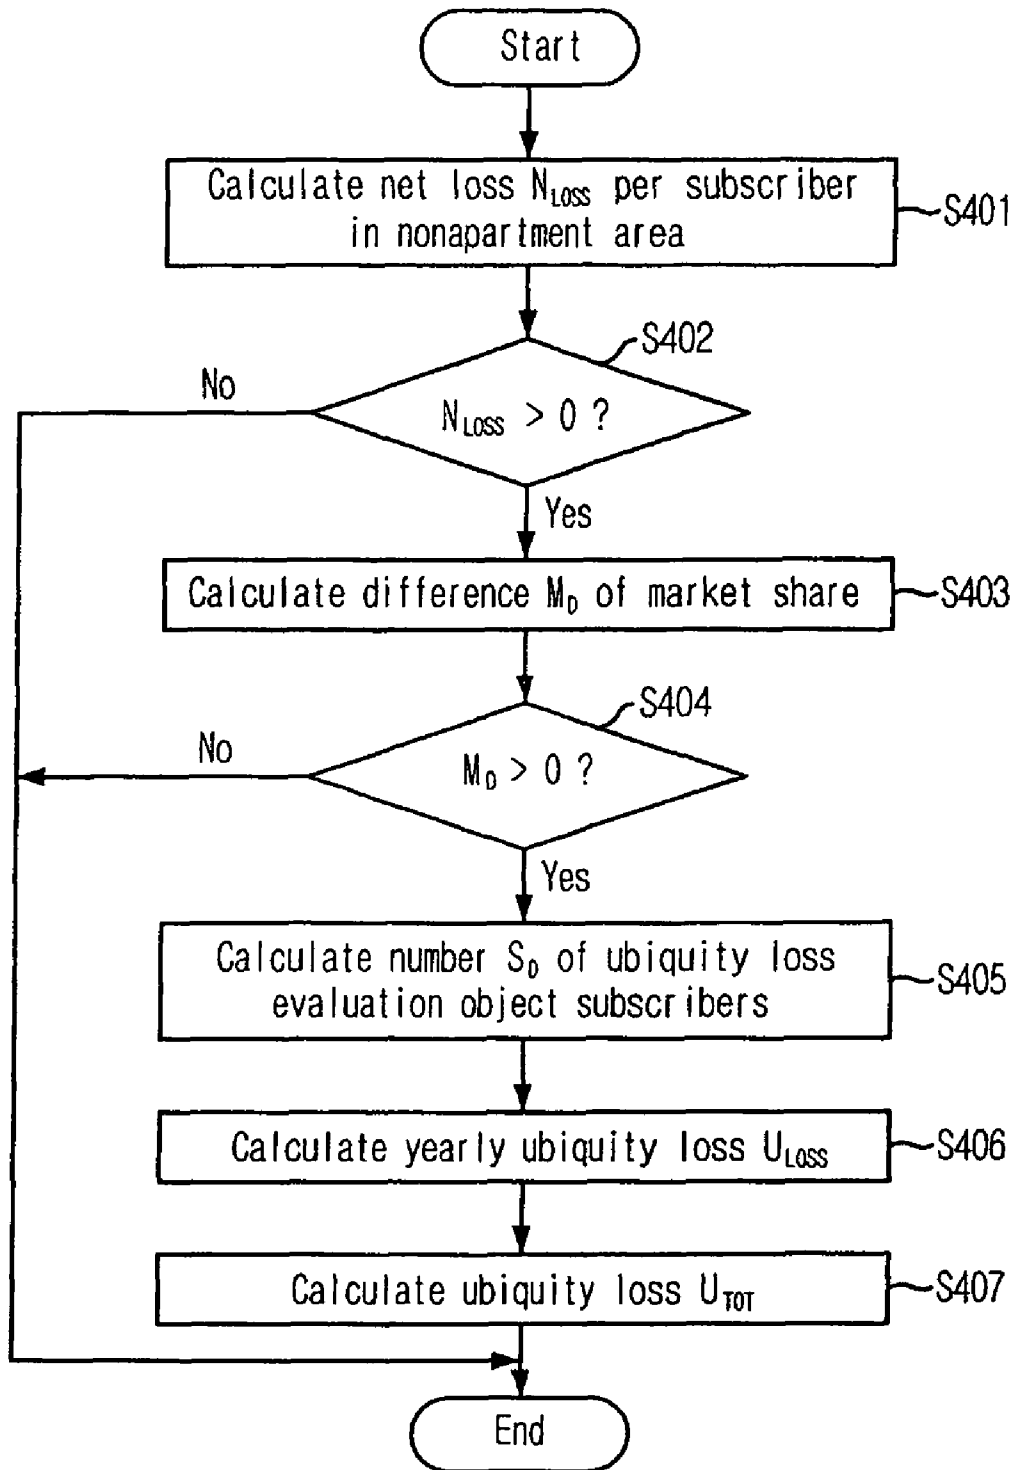 Start
Calculate net loss N_LOSS per subscriber
in nonapartment area
S401
S402
No
N_LOSS > 0 ?
Yes
Calculate difference M_D of market share
S403
S404
No
M_D > 0 ?
Yes
Calculate number S_D of ubiquity loss
evaluation object subscribers
S405
Calculate yearly ubiquity loss U_LOSS
S406
Calculate ubiquity loss U_TOT
S407
End